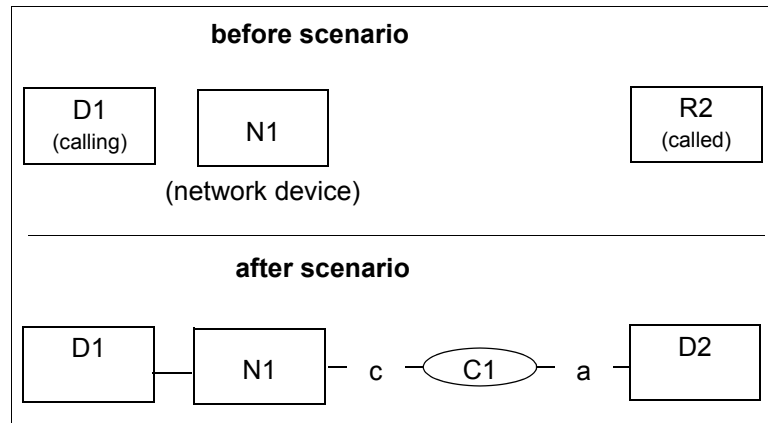 before scenario
D1
(calling)
N1
(network device)
R2
(called)
after scenario
D1
N1
c
C1
a
D2